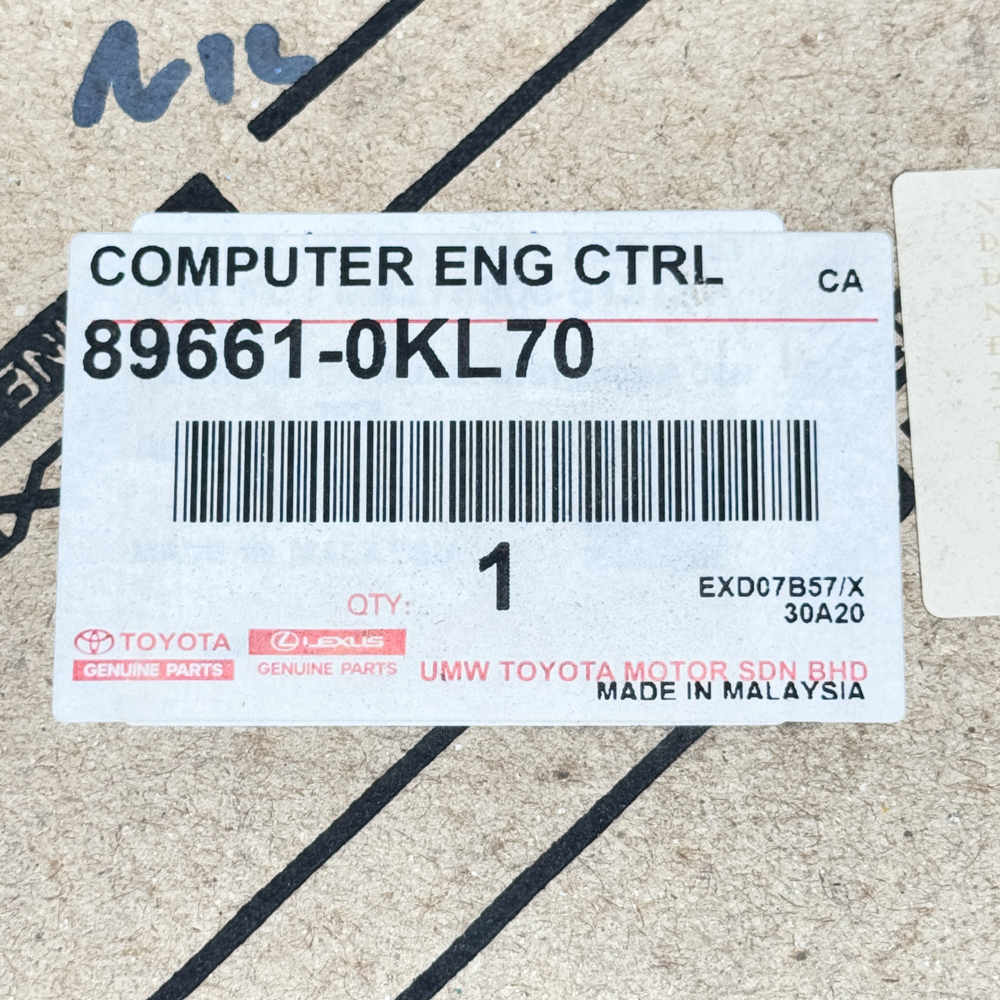 COMPUTER ENG CTRL
CA
89661-0KL70
1
QTY:
EXD07B57/X
30A20
TOYOTA
GENUINE PARTS
LEXUS
GENUINE PARTS
UMW TOYOTA MOTOR SDN BHD
MADE IN MALAYSIA